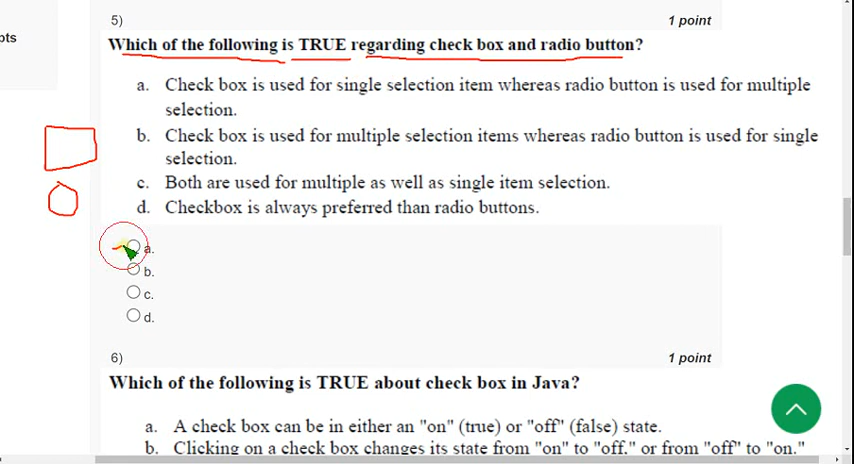 5)
1 point
pts
Which of the following is TRUE regarding check box and radio button?
a. Check box is used for single selection item whereas radio button is used for multiple
selection.
b. Check box is used for multiple selection items whereas radio button is used for single
selection.
c. Both are used for multiple as well as single item selection.
d. Checkbox is always preferred than radio buttons.
a.
b.
c.
d.
6)
1 point
Which of the following is TRUE about check box in Java?
a. A check box can be in either an "on" (true) or "off" (false) state.
b. Clicking on a check box changes its state from "on" to "off," or from "off" to "on."